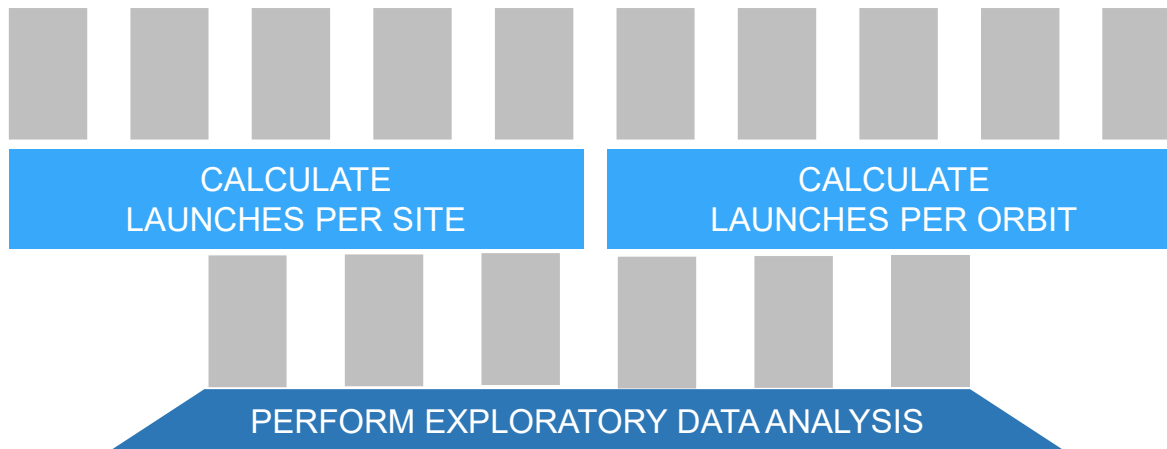 CALCULATE
LAUNCHES PER SITE
CALCULATE
LAUNCHES PER ORBIT
PERFORM EXPLORATORY DATA ANALYSIS